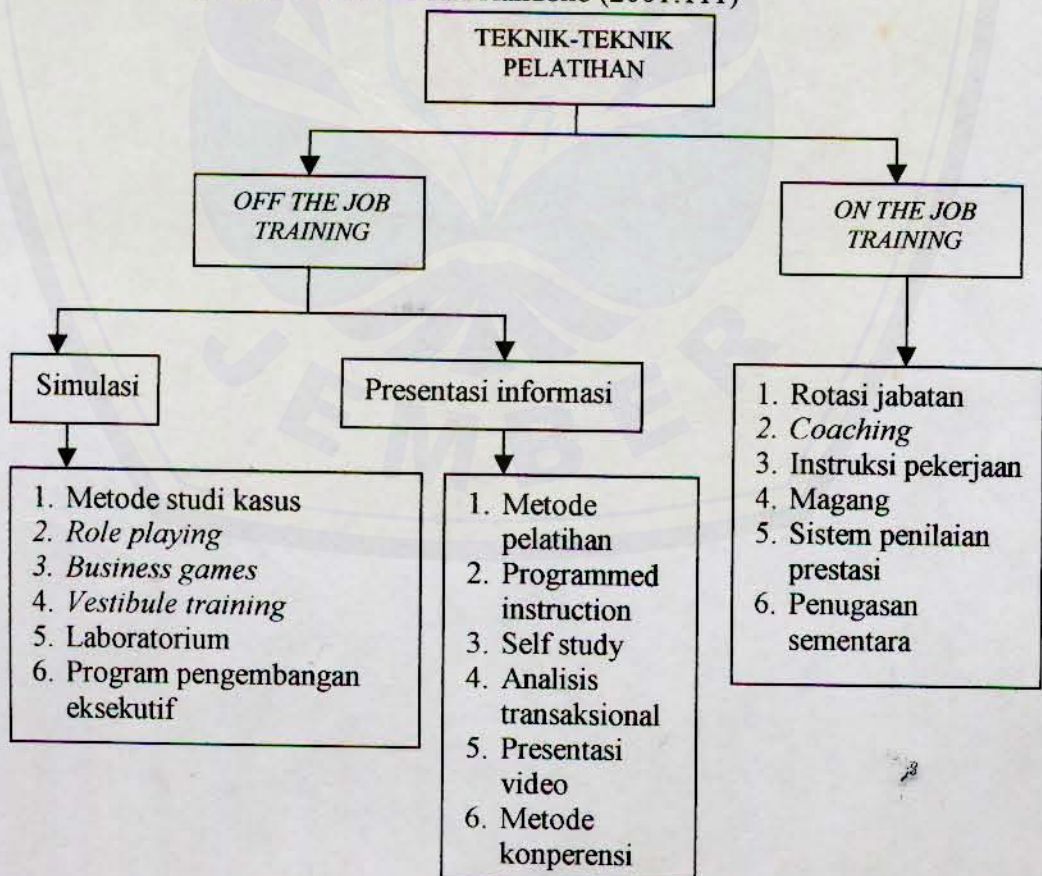 (2001:111)
TEKNIK-TEKNIK
PELATIHAN
OFF THE JOB
TRAINING
ON THE JOB
TRAINING
Simulasi
Presentasi informasi
1. Metode studi kasus
2. Role playing
3. Business games
4. Vestibule training
5. Laboratorium
6. Program pengembangan
eksekutif
1. Metode
pelatihan
2. Programmed
instruction
3. Self study
4. Analisis
transaksional
5. Presentasi
video
6. Metode
konperensi
1. Rotasi jabatan
2. Coaching
3. Instruksi pekerjaan
4. Magang
5. Sistem penilaian
prestasi
6. Penugasan
sementara
JEMBER